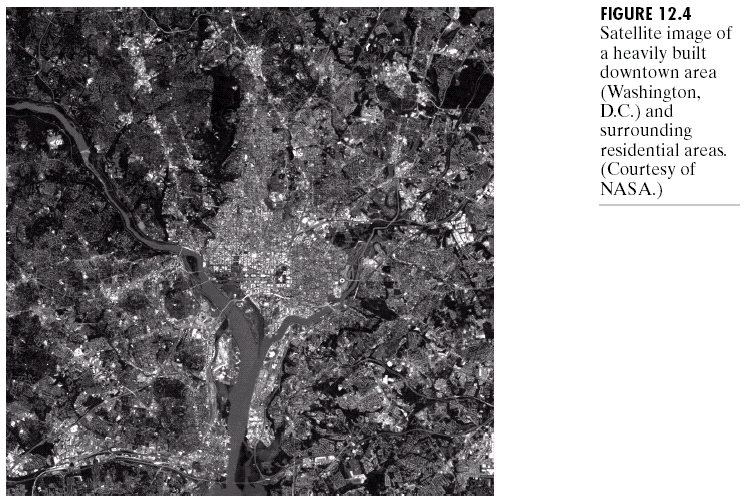 FIGURE 12.4
Satellite image of
a heavily built
downtown area
(Washington,
D.C.) and
surrounding
residential areas.
(Courtesy of
NASA.)